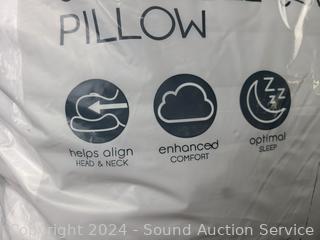 PILLOW
Z Z Z
helps align
HEAD & NECK
enhanced
COMFORT
optimal
SLEEP
Copyright 2024 - Sound Auction Service